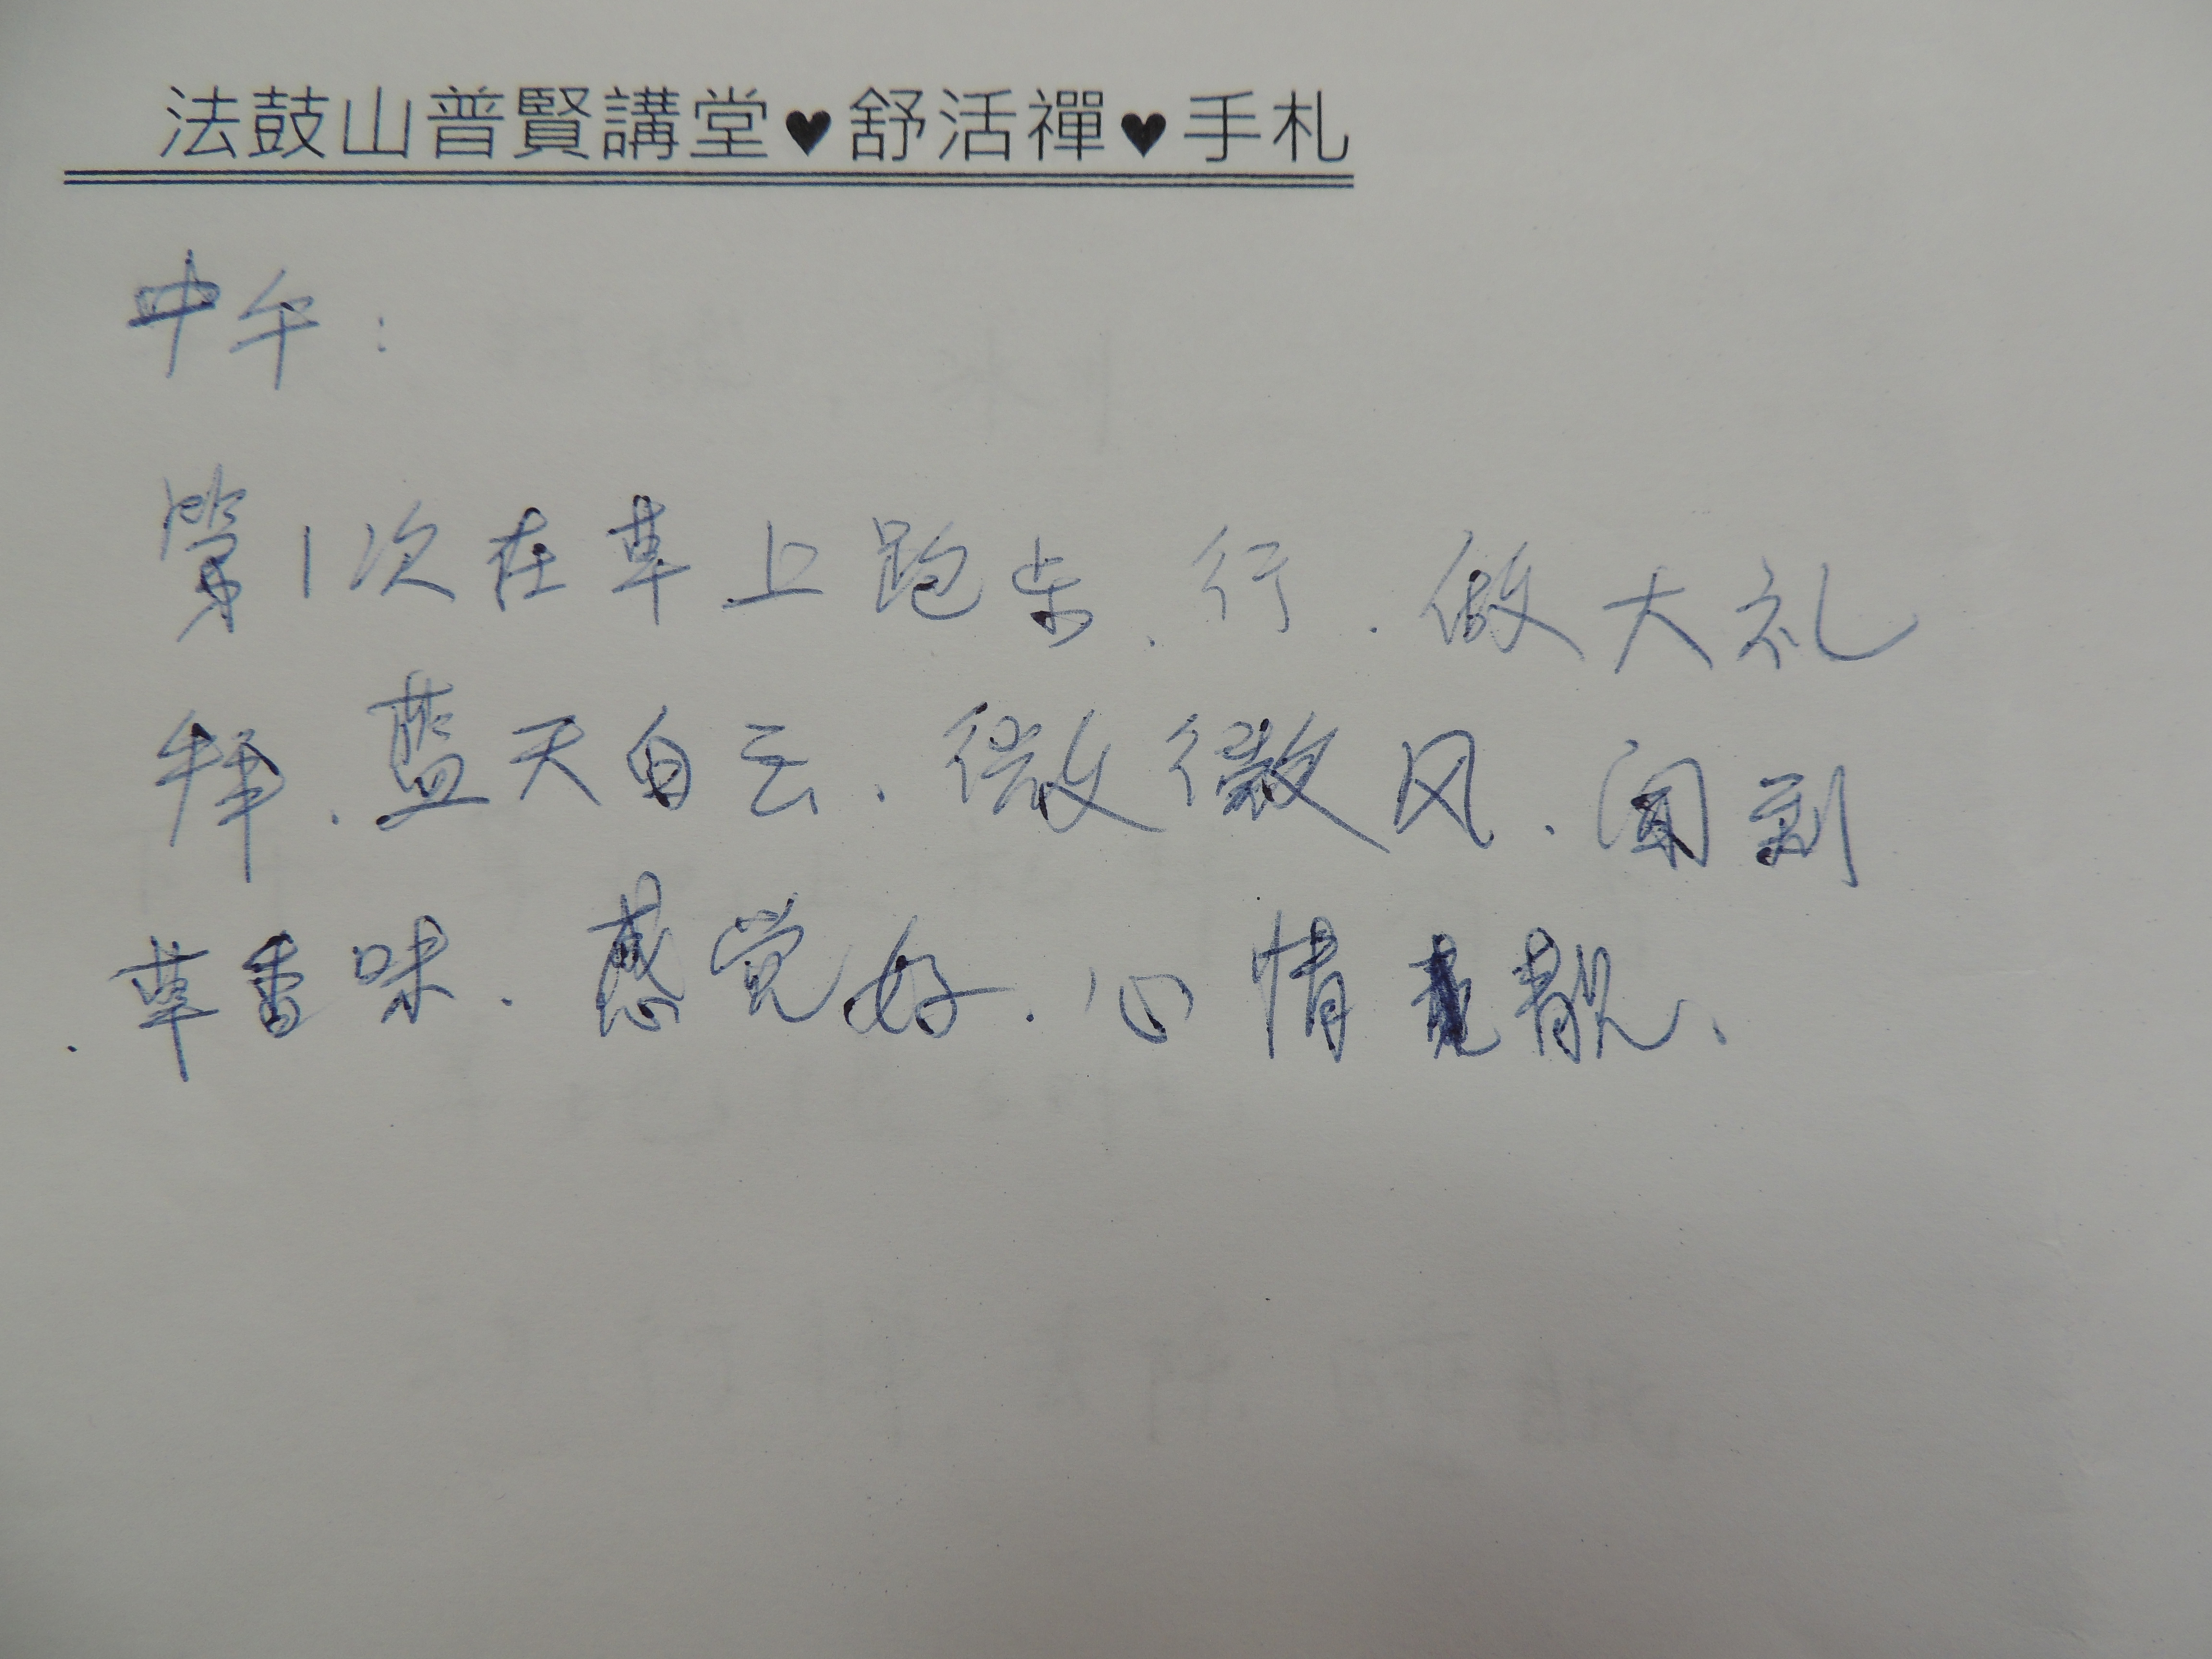 法鼓山普賢講堂♥舒活禪♥手札
中午：
第1次在草上跑步.行.做大礼
拜.蓝天白云.微微风.闻到
草香味.感觉好.心情靓.